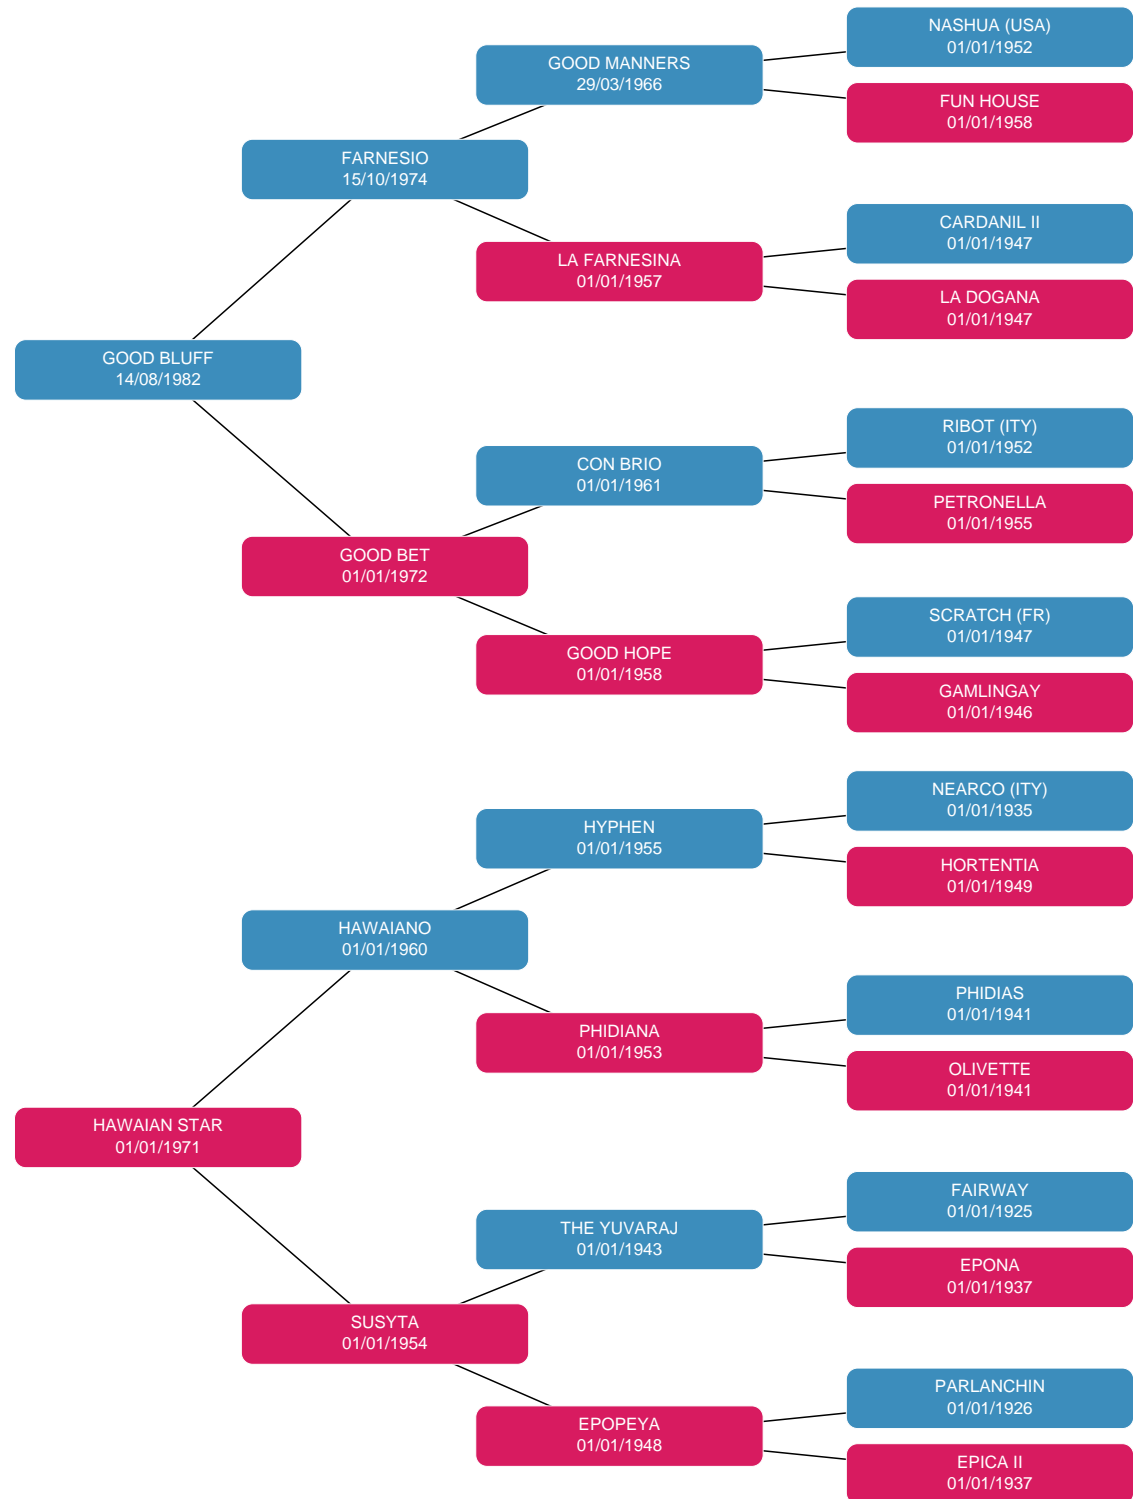 NASHUA (USA)
01/01/1952
GOOD MANNERS
29/03/1966
FUN HOUSE
01/01/1958
FARNESIO
15/10/1974
CARDANIL II
01/01/1947
LA FARNESINA
01/01/1957
LA DOGANA
01/01/1947
GOOD BLUFF
14/08/1982
RIBOT (ITY)
01/01/1952
CON BRIO
01/01/1961
PETRONELLA
01/01/1955
GOOD BET
01/01/1972
SCRATCH (FR)
01/01/1947
GOOD HOPE
01/01/1958
GAMLINGAY
01/01/1946
NEARCO (ITY)
01/01/1935
HYPHEN
01/01/1955
HORTENTIA
01/01/1949
HAWAIANO
01/01/1960
PHIDIAS
01/01/1941
PHIDIANA
01/01/1953
OLIVETTE
01/01/1941
HAWAIAN STAR
01/01/1971
FAIRWAY
01/01/1925
THE YUVARAJ
01/01/1943
EPONA
01/01/1937
SUSYTA
01/01/1954
PARLANCHIN
01/01/1926
EPOPEYA
01/01/1948
EPICA II
01/01/1937